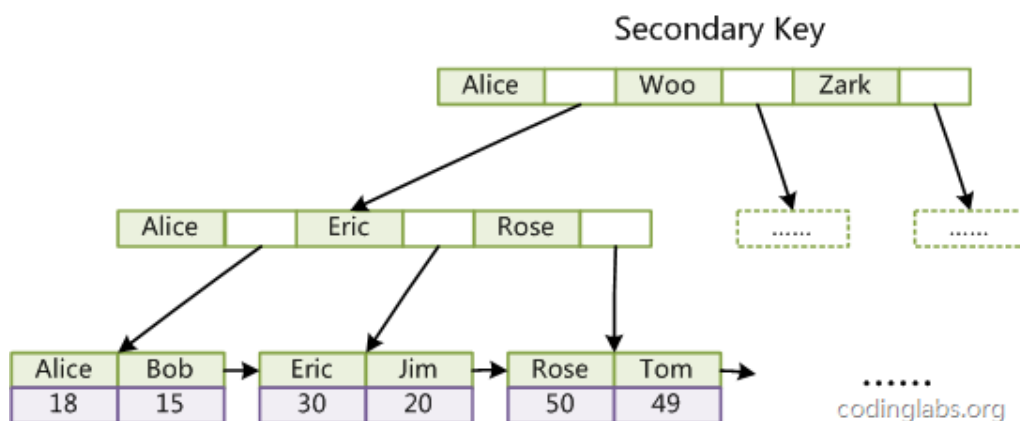 Secondary Key
Alice Woo Zark
Alice Eric Rose
...... ......
Alice Bob Eric Jim Rose Tom
18 15 30 20 50 49
......
codinglabs.org